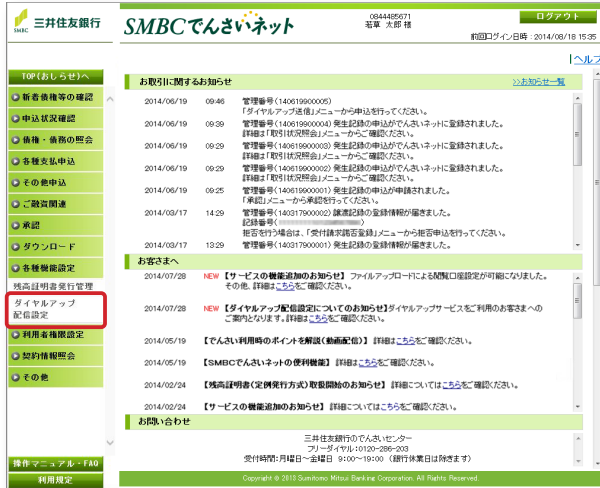 三井住友銀行
SMBC
SMBCでんさいネット
0844485671
若草 太郎 様
ログアウト
前回ログイン日時：2014/08/18 15:35
ヘルプ
TOP(おしらせ)へ
新着債権等の確認
申込状況確認
債権・債務の照会
各種支払申込
その他申込
ご融資関連
承認
ダウンロード
各種機能設定
残高証明書発行管理
ダイヤルアップ
配信設定
利用者権限設定
契約情報照会
その他
操作マニュアル・FAQ
利用規定
お取引に関するお知らせ
>>お知らせ一覧
2014/06/19 09:46 管理番号(140619900005)
「ダイヤルアップ送信」メニューから申込を行ってください。
2014/06/19 09:39 管理番号(140619900004) 発生記録の申込がでんさいネットに登録されました。
詳細は「取引状況照会」メニューからご確認ください。
2014/06/19 09:29 管理番号(140619900003) 発生記録の申込がでんさいネットに登録されました。
詳細は「取引状況照会」メニューからご確認ください。
2014/06/19 09:29 管理番号(140619900002) 発生記録の申込がでんさいネットに登録されました。
詳細は「取引状況照会」メニューからご確認ください。
2014/06/19 09:25 管理番号(140619900001) 発生記録の申込が申請されました。
「承認」メニューから承認を行ってください。
2014/03/17 14:29 管理番号(140317900002) 譲渡記録の登録情報が届きました。
記録番号( )
拒否を行う場合は、「受付請求諾否登録」メニューから拒否申込を行ってください。
2014/03/17 13:29 管理番号(140317900001) 発生記録の登録情報が届きました。
お客さまへ
2014/07/28 NEW 【サービスの機能追加のお知らせ】 ファイルアップロードによる閲覧口座設定が可能になりました。
その他、詳細はこちらをご確認ください。
2014/07/28 NEW 【ダイヤルアップ配信設定についてのお知らせ】ダイヤルアップサービスをご利用のお客さまへの
ご案内となります。詳細はこちらをご確認ください。
2014/05/19 【でんさい利用時のポイントを解説(動画配信)】 詳細はこちらをご確認ください。
2014/05/19 【SMBCでんさいネットの便利機能】 詳細はこちらをご確認ください。
2014/02/24 【残高証明書(定例発行方式)取扱開始のお知らせ】 詳細についてはこちらをご確認ください。
2014/02/24 【サービスの機能追加のお知らせ】 詳細についてはこちらをご確認ください。
お問い合わせ
三井住友銀行のでんさいセンター
フリーダイヤル:0120-286-203
受付時間:月曜日～金曜日 9:00～19:00 (銀行休業日は除きます)
Copyright © 2013 Sumitomo Mitsui Banking Corporation. All Rights Reserved.